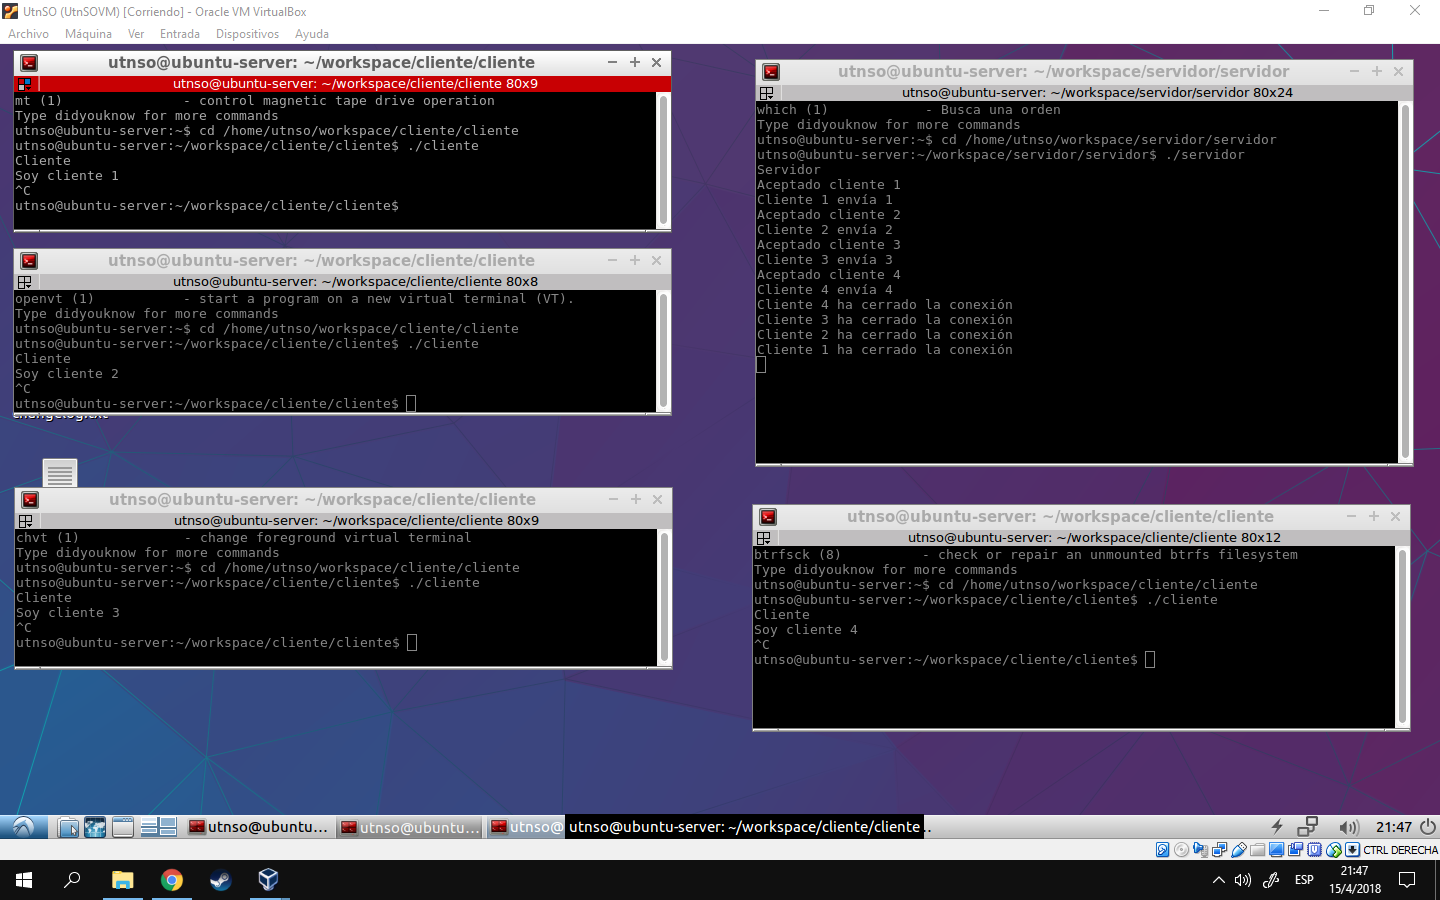 UtnSO (UtnSOVM) [Corriendo] - Oracle VM VirtualBox
Archivo Máquina Ver Entrada Dispositivos Ayuda
utnso@ubuntu-server: ~/workspace/cliente/cliente
utnso@ubuntu-server: ~/workspace/cliente/cliente 80x9
mt (1) - control magnetic tape drive operation
Type didyouknow for more commands
utnso@ubuntu-server:~$ cd /home/utnso/workspace/cliente/cliente
utnso@ubuntu-server:~/workspace/cliente/cliente$ ./cliente
Cliente
Soy cliente 1
^C
utnso@ubuntu-server:~/workspace/cliente/cliente$
utnso@ubuntu-server: ~/workspace/servidor/servidor
utnso@ubuntu-server: ~/workspace/servidor/servidor 80x24
which (1) - Busca una orden
Type didyouknow for more commands
utnso@ubuntu-server:~$ cd /home/utnso/workspace/servidor/servidor
utnso@ubuntu-server:~/workspace/servidor/servidor$ ./servidor
Servidor
Aceptado cliente 1
Cliente 1 envía 1
Aceptado cliente 2
Cliente 2 envía 2
Aceptado cliente 3
Cliente 3 envía 3
Aceptado cliente 4
Cliente 4 envía 4
Cliente 4 ha cerrado la conexión
Cliente 3 ha cerrado la conexión
Cliente 2 ha cerrado la conexión
Cliente 1 ha cerrado la conexión
utnso@ubuntu-server: ~/workspace/cliente/cliente
utnso@ubuntu-server: ~/workspace/cliente/cliente 80x8
openvt (1) - start a program on a new virtual terminal (VT).
Type didyouknow for more commands
utnso@ubuntu-server:~$ cd /home/utnso/workspace/cliente/cliente
utnso@ubuntu-server:~/workspace/cliente/cliente$ ./cliente
Cliente
Soy cliente 2
^C
utnso@ubuntu-server:~/workspace/cliente/cliente$
utnso@ubuntu-server: ~/workspace/cliente/cliente
utnso@ubuntu-server: ~/workspace/cliente/cliente 80x9
chvt (1) - change foreground virtual terminal
Type didyouknow for more commands
utnso@ubuntu-server:~$ cd /home/utnso/workspace/cliente/cliente
utnso@ubuntu-server:~/workspace/cliente/cliente$ ./cliente
Cliente
Soy cliente 3
^C
utnso@ubuntu-server:~/workspace/cliente/cliente$
utnso@ubuntu-server: ~/workspace/cliente/cliente
utnso@ubuntu-server: ~/workspace/cliente/cliente 80x12
btrfsck (8) - check or repair an unmounted btrfs filesystem
Type didyouknow for more commands
utnso@ubuntu-server:~$ cd /home/utnso/workspace/cliente/cliente
utnso@ubuntu-server:~/workspace/cliente/cliente$ ./cliente
Cliente
Soy cliente 4
^C
utnso@ubuntu-server:~/workspace/cliente/cliente$
utnso@ubuntu... utnso@ubuntu... utnso@ utnso@ubuntu-server: ~/workspace/cliente/cliente .. 21:47
CTRL DERECHA
ESP 21:47
15/4/2018